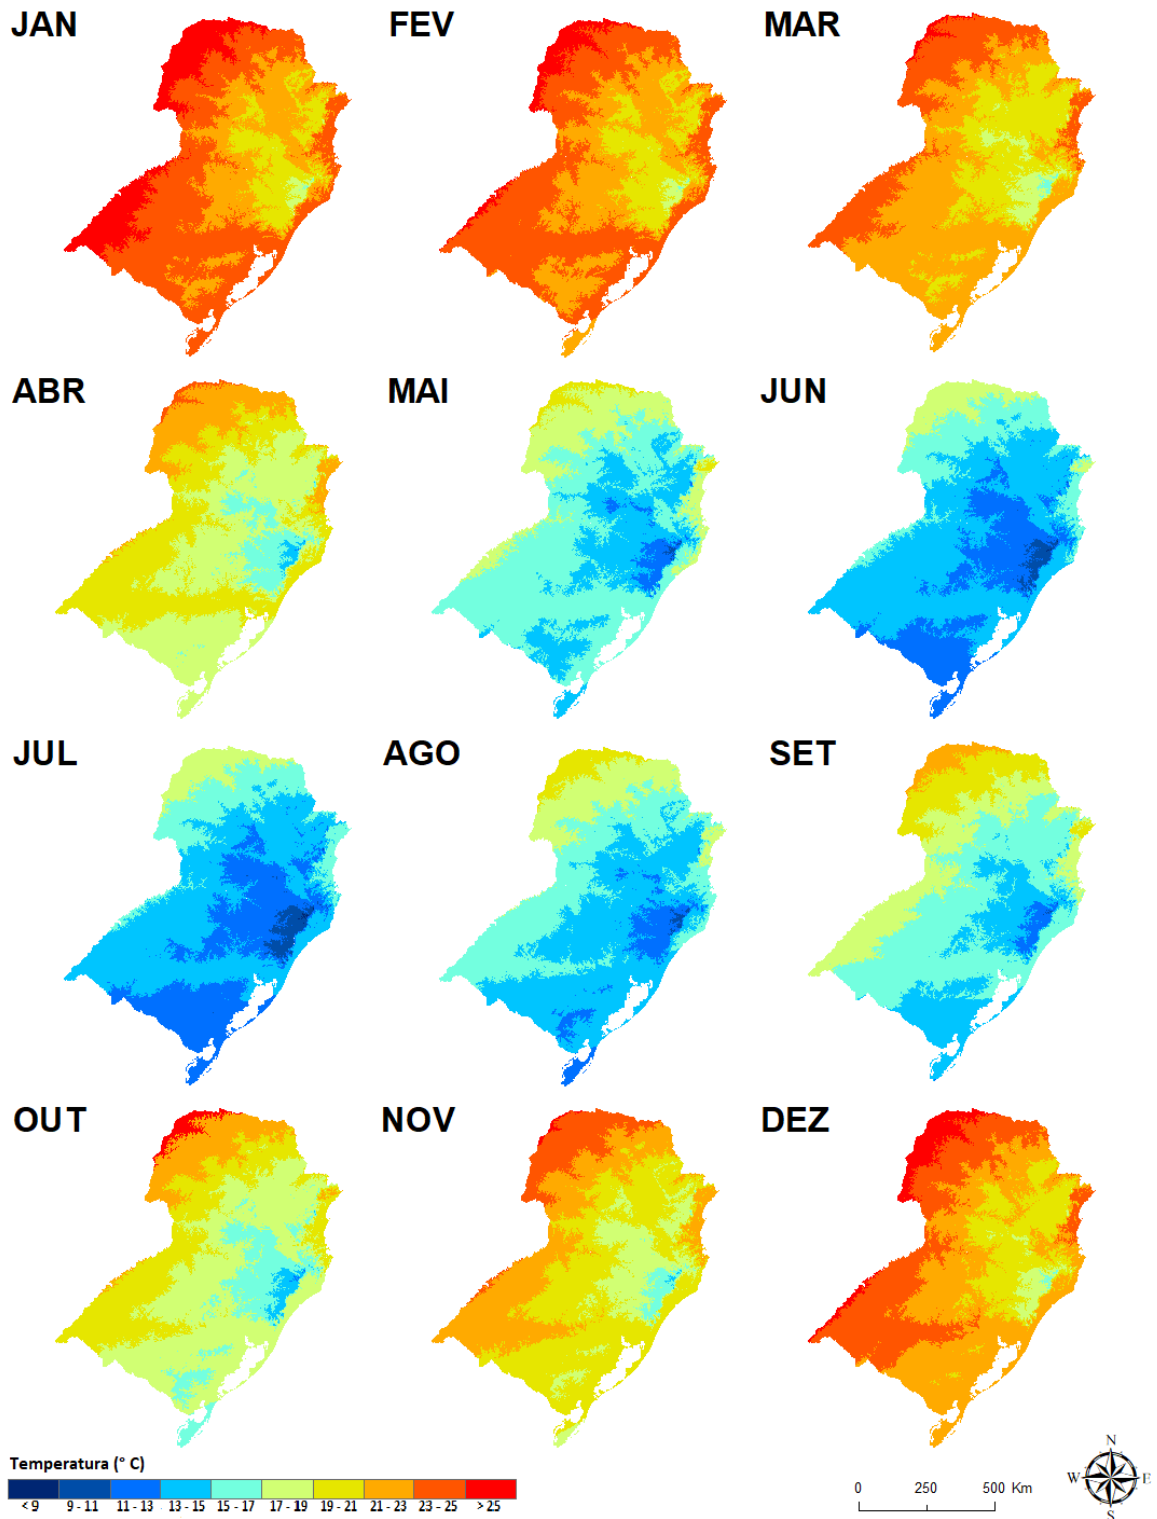 JAN
FEV
MAR
ABR
MAI
JUN
JUL
AGO
SET
OUT
NOV
DEZ
Temperatura (° C)
< 9 9 - 11 11 - 13 13 - 15 15 - 17 17 - 19 19 - 21 21 - 23 23 - 25 > 25
0 250 500 Km
N
W E
S